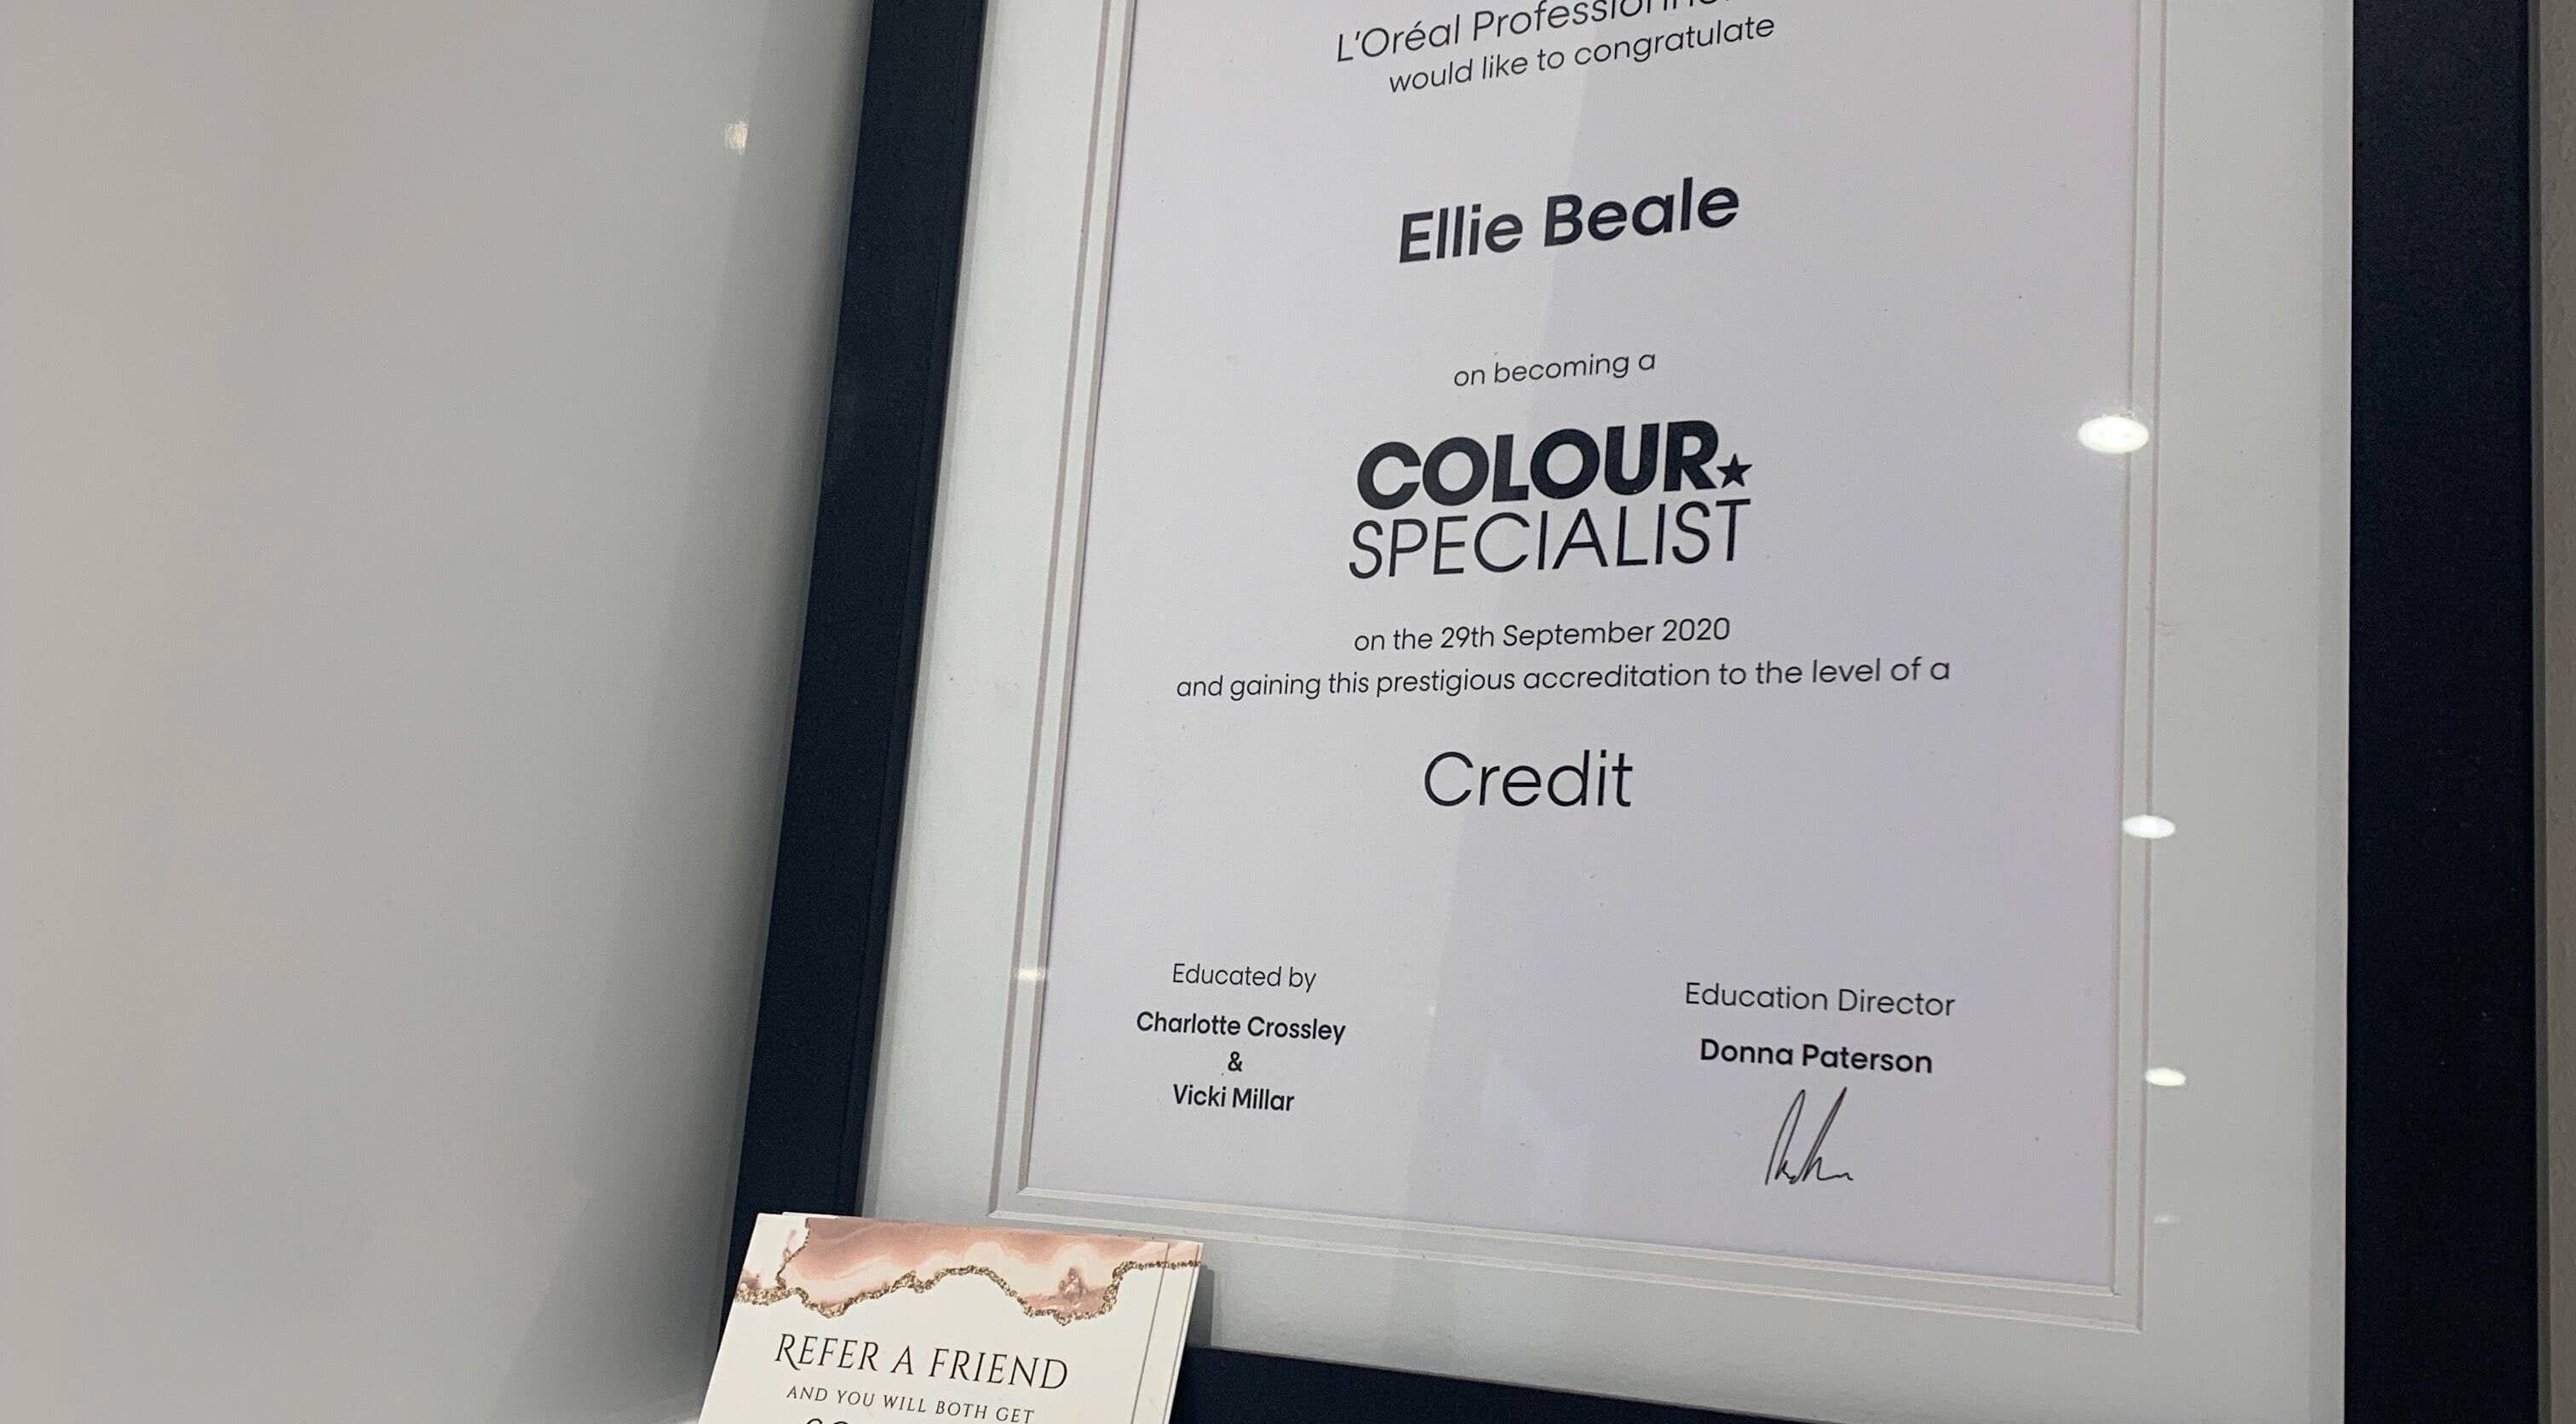 L'Oréal
would like to congratulate
Ellie Beale
on becoming a
COLOUR★
SPECIALIST
on the 29th September 2020
and gaining this prestigious accreditation to the level of a
Credit
Educated by
Charlotte Crossley
&
Vicki Millar
Education Director
Donna Paterson
REFER A FRIEND
AND YOU WILL BOTH GET